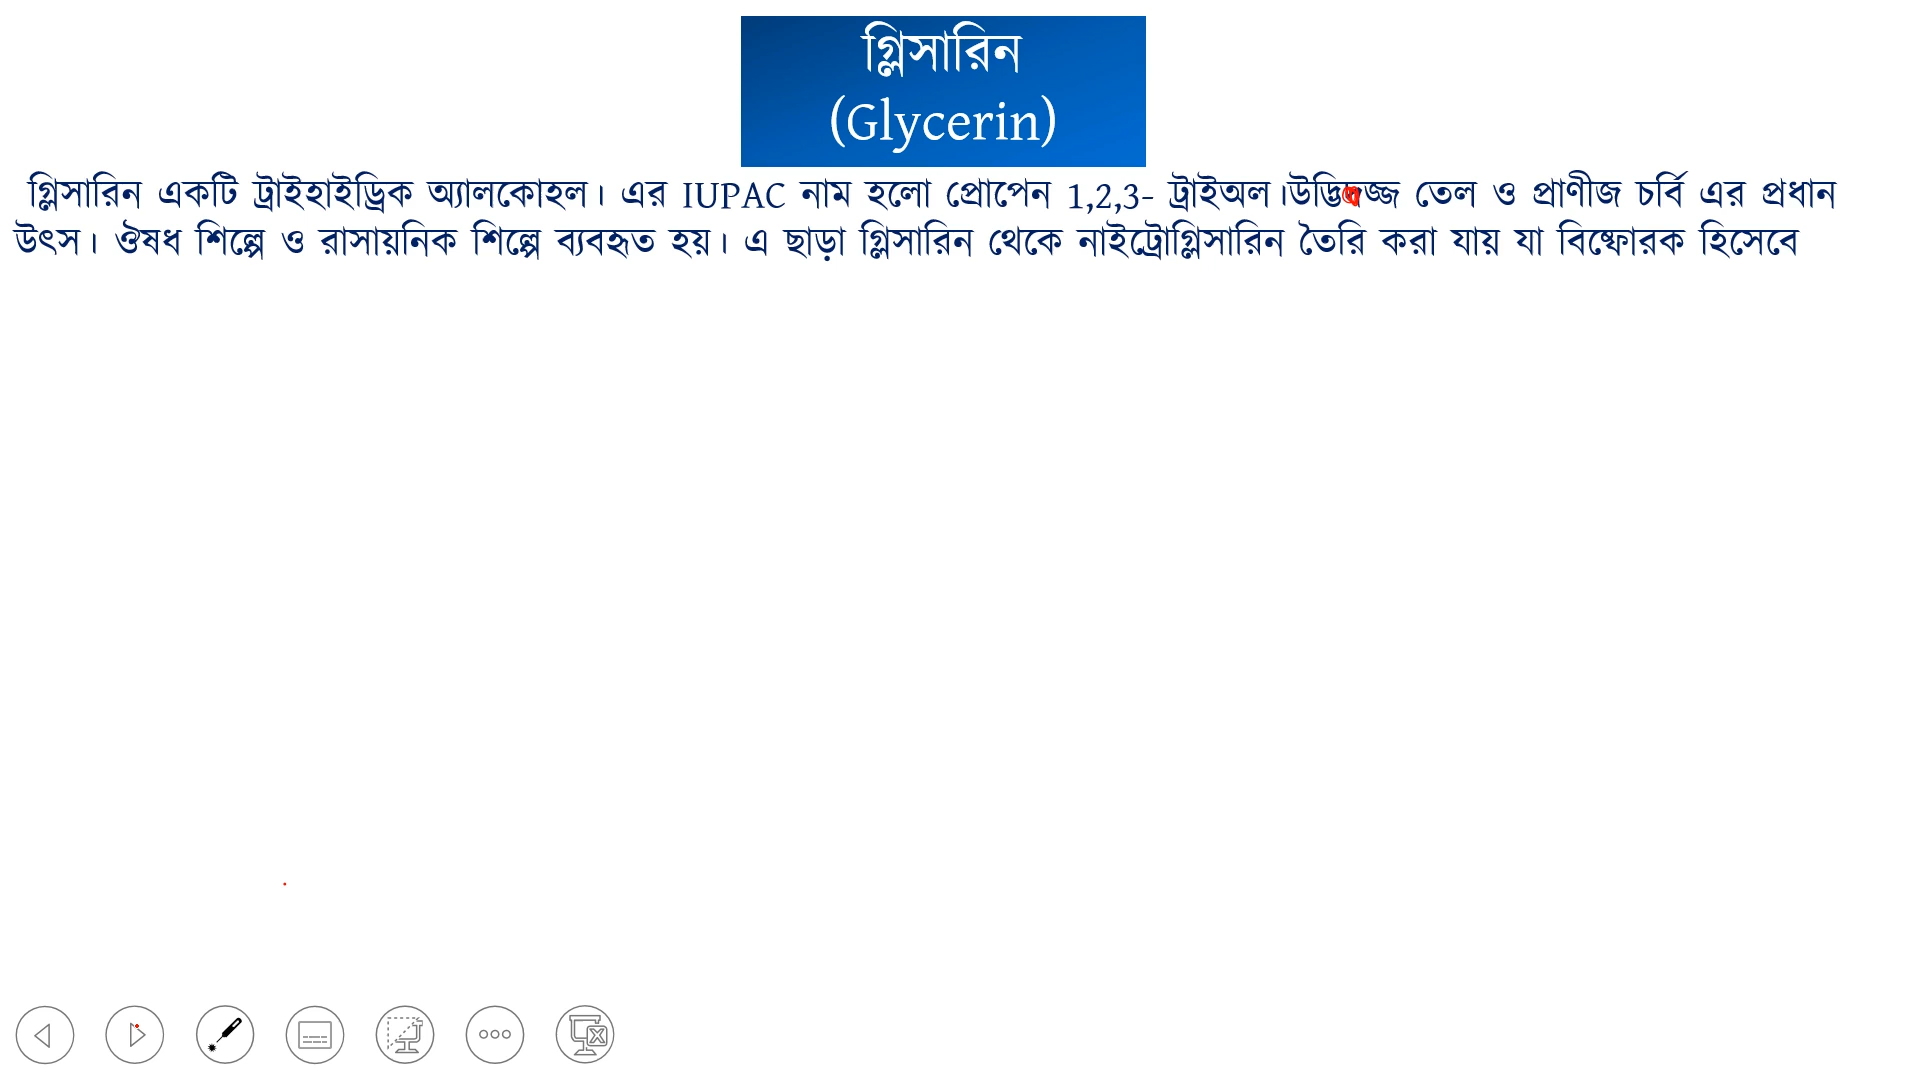 গ্লিসারিন
(Glycerin)
গ্লিসারিন একটি ট্রাইহাইড্রিক অ্যালকোহল। এর IUPAC নাম হলো প্রোপেন 1,2,3- ট্রাইঅল।উদ্ভিজ্জ তেল ও প্রাণীজ চর্বি এর প্রধান
উৎস। ঔষধ শিল্পে ও রাসায়নিক শিল্পে ব্যবহৃত হয়। এ ছাড়া গ্লিসারিন থেকে নাইট্রোগ্লিসারিন তৈরি করা যায় যা বিষ্ফোরক হিসেবে